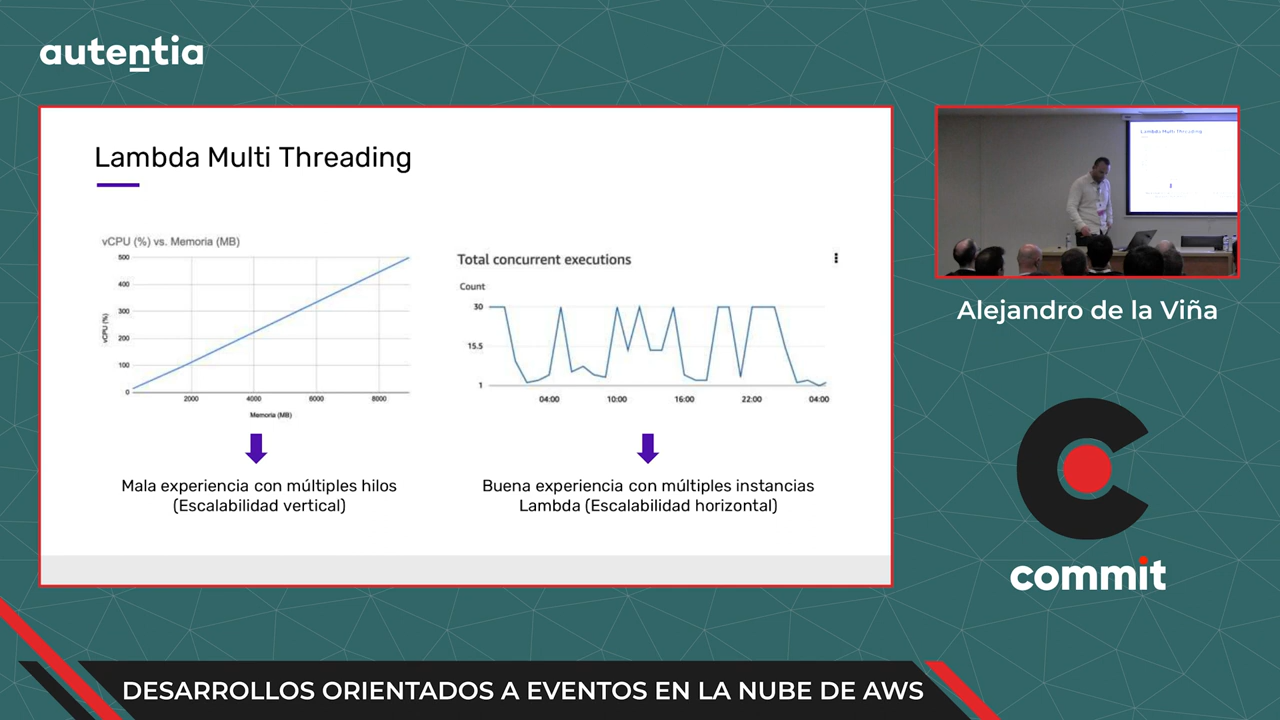 autentia
Lambda Multi Threading
vCPU (%) vs. Memoria (MB)
500
400
300
200
100
0
vCPU (%)
2000
4000
6000
8000
Memoria (MB)
Total concurrent executions
Count
30
15.5
1
04:00
10:00
16:00
22:00
04:00
Mala experiencia con múltiples hilos
(Escalabilidad vertical)
Buena experiencia con múltiples instancias
Lambda (Escalabilidad horizontal)
Lambda Multi Threading
Alejandro de la Viña
commit
DESARROLLOS ORIENTADOS A EVENTOS EN LA NUBE DE AWS